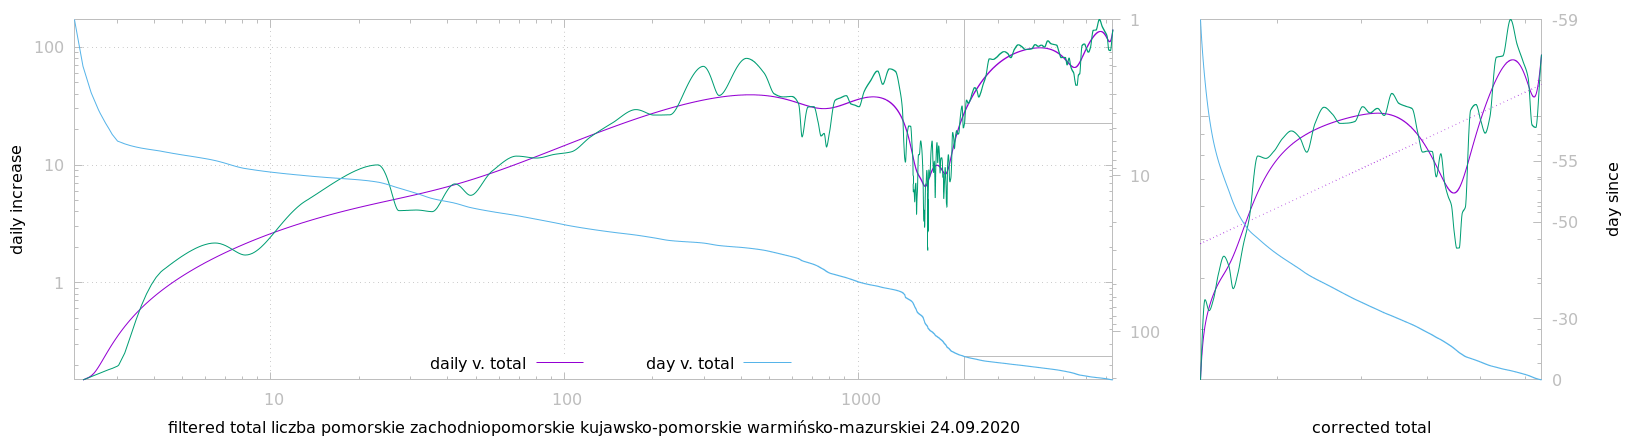 100
10
1
daily increase
daily v. total
day v. total
10
100
1000
filtered total liczba pomorskie zachodniopomorskie kujawsko-pomorskie warmińsko-mazurskiei 24.09.2020
1
10
100
-59
-55
-50
-30
0
day since
corrected total